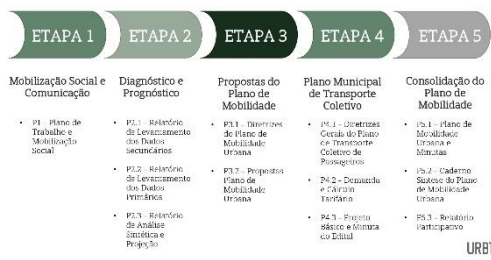 ETAPA 1
ETAPA 2
ETAPA 3
ETAPA 4
ETAPA 5
Mobilização Social e
Comunicação
• P1 – Plano de
Trabalho e
Mobilização
Social
Diagnóstico e
Prognóstico
• P2.1 – Relatório
de Levantamento
dos Dados
Secundários
• P2.2 – Relatório
de Levantamento
dos Dados
Primários
• P2.3 – Relatório
de Análise
Sintética e
Projeção
Propostas do
Plano de
Mobilidade
• P3.1 – Diretrizes
do Plano de
Mobilidade
Urbana
• P3.2 – Propostas
Plano de
Mobilidade
Urbana
Plano Municipal
de Transporte
Coletivo
• P4.1 – Diretrizes
Gerais do Plano
de Transporte
Coletivo de
Passageiros
• P4.2 – Demanda
e Cálculo
Tarifário
• P4.3 – Projeto
Básico e Minuta
do Edital
Consolidação do
Plano de
Mobilidade
• P5.1 – Plano de
Mobilidade
Urbana e
Minutas
• P5.2 – Caderno
Síntese do Plano
de Mobilidade
Urbana
• P5.3 – Relatório
Participativo